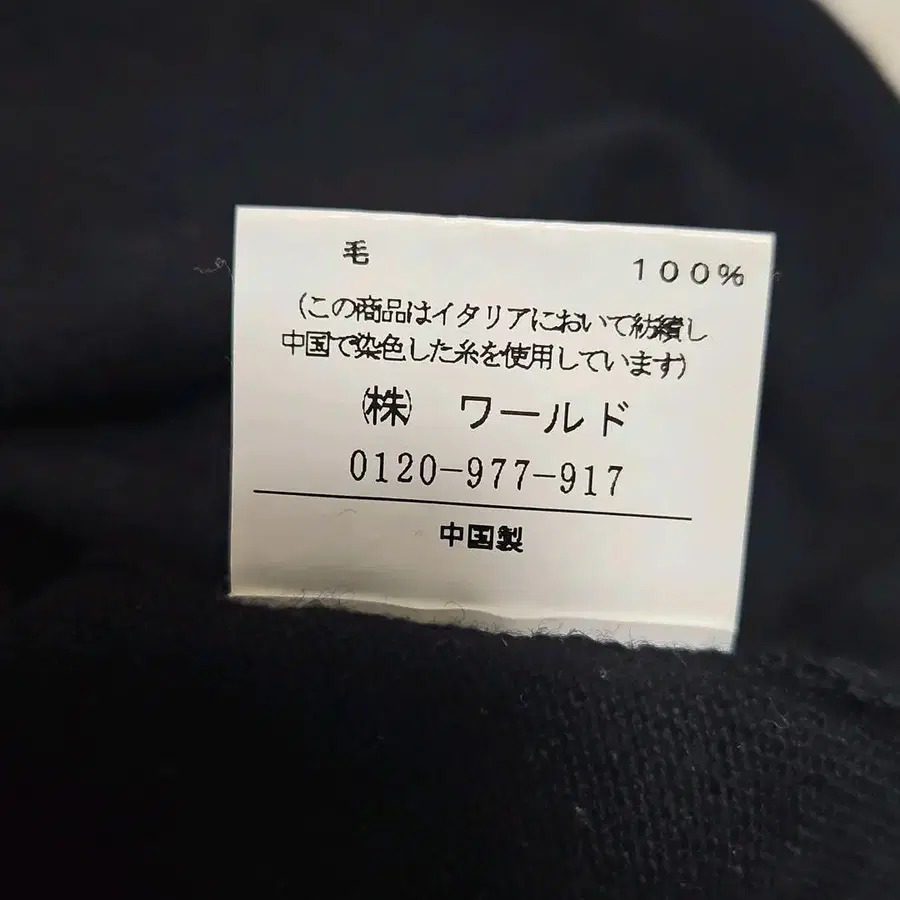 毛 100%
(この商品はイタリアにおいて紡績し
中国で染色した糸を使用しています)
㈱ ワールド
0120-977-917
中国製